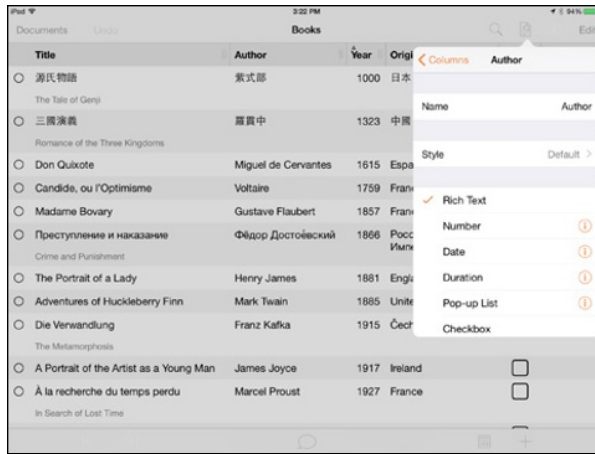 iPad 3:22 PM 94%
Documents Undo Books Edit
Title Author Year Origi
源氏物語 紫式部 1000 日本
The Tale of Genji
三國演義 羅貫中 1323 中國
Romance of the Three Kingdoms
Don Quixote Miguel de Cervantes 1615 Espa
Candide, ou l'Optimisme Voltaire 1759 Fran
Madame Bovary Gustave Flaubert 1857 Fran
Преступление и наказание Фёдор Достое́вский 1866 Росс
Импе
Crime and Punishment
The Portrait of a Lady Henry James 1881 Engla
Adventures of Huckleberry Finn Mark Twain 1885 Unite
Die Verwandlung Franz Kafka 1915 Čech
The Metamorphosis
A Portrait of the Artist as a Young Man James Joyce 1917 Ireland
À la recherche du temps perdu Marcel Proust 1927 France
In Search of Lost Time
Columns Author
Name Author
Style Default
Rich Text
Number
Date
Duration
Pop-up List
Checkbox